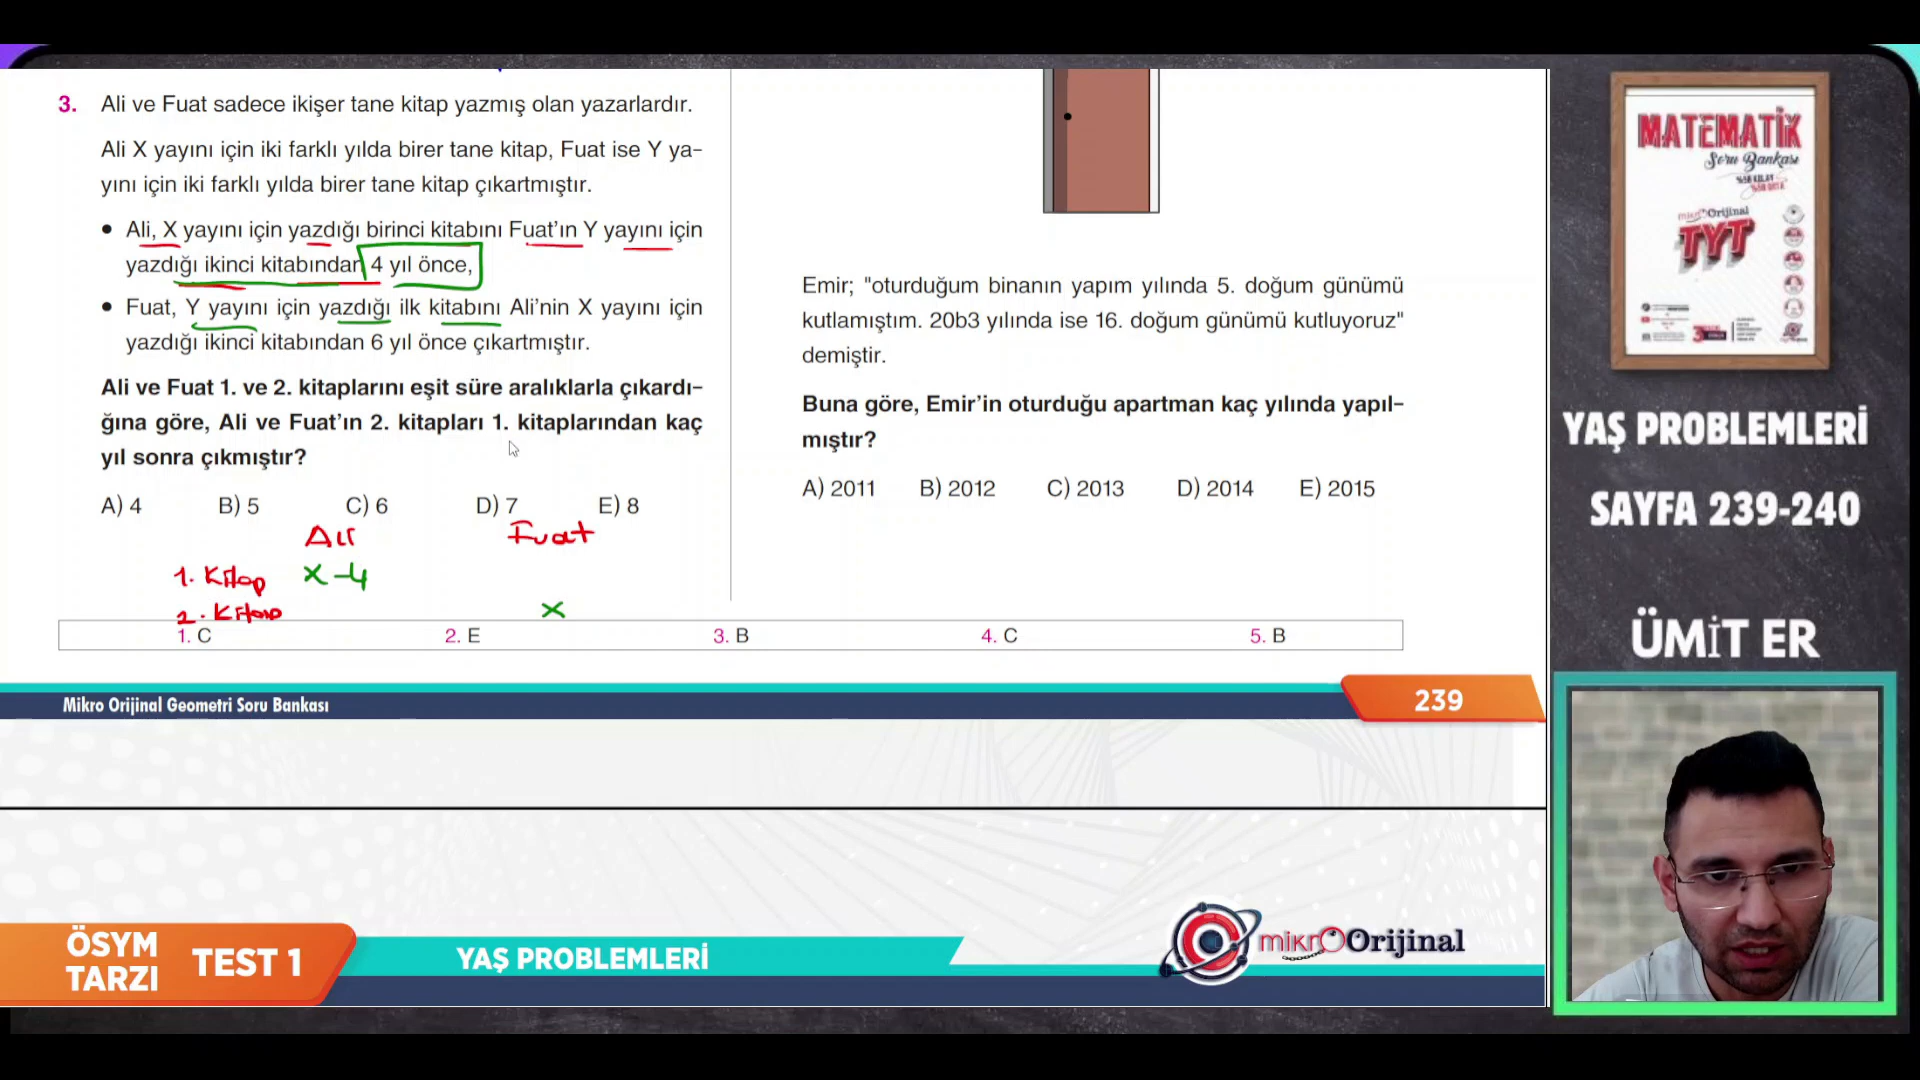 3. Ali ve Fuat sadece ikişer tane kitap yazmış olan yazarlardır.
Ali X yayını için iki farklı yılda birer tane kitap, Fuat ise Y ya-
yını için iki farklı yılda birer tane kitap çıkartmıştır.
• Ali, X yayını için yazdığı birinci kitabını Fuat'ın Y yayını için
yazdığı ikinci kitabından 4 yıl önce,
• Fuat, Y yayını için yazdığı ilk kitabını Ali'nin X yayını için
yazdığı ikinci kitabından 6 yıl önce çıkartmıştır.
Ali ve Fuat 1. ve 2. kitaplarını eşit süre aralıklarla çıkardı-
ğına göre, Ali ve Fuat'ın 2. kitapları 1. kitaplarından kaç
yıl sonra çıkmıştır?
A) 4 B) 5 C) 6 D) 7 E) 8
Ali Fuat
1. Kitap x-4
2. Kitap x
Emir; "oturduğum binanın yapım yılında 5. doğum günümü
kutlamıştım. 20b3 yılında ise 16. doğum günümü kutluyoruz"
demiştir.
Buna göre, Emir'in oturduğu apartman kaç yılında yapıl-
mıştır?
A) 2011 B) 2012 C) 2013 D) 2014 E) 2015
1. C 2. E 3. B 4. C 5. B
Mikro Orijinal Geometri Soru Bankası
239
ÖSYM
TARZI
TEST 1
YAŞ PROBLEMLERİ
mikro Orijinal
MATEMATİK
Soru Bankası
mikro Orijinal
TYT
YAŞ PROBLEMLERİ
SAYFA 239-240
ÜMİT ER